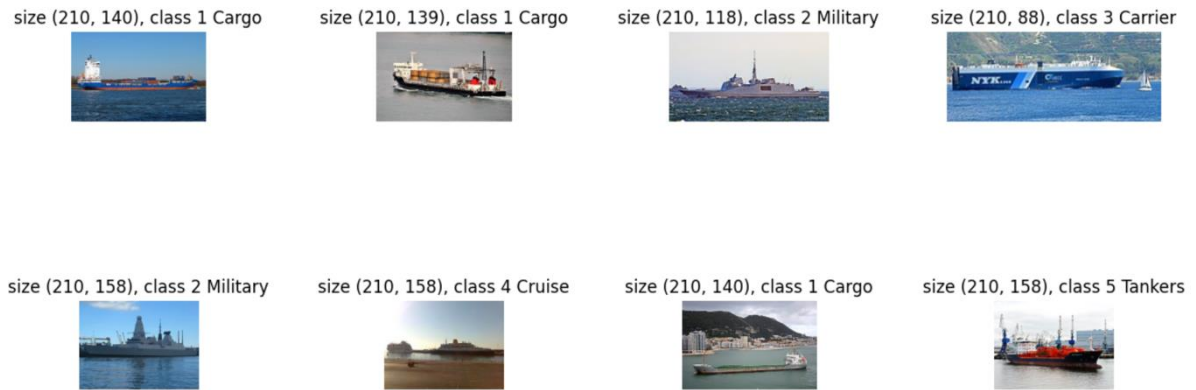 size (210, 140), class 1 Cargo
size (210, 139), class 1 Cargo
size (210, 118), class 2 Military
size (210, 88), class 3 Carrier
NYK LINE
size (210, 158), class 2 Military
size (210, 158), class 4 Cruise
size (210, 140), class 1 Cargo
size (210, 158), class 5 Tankers